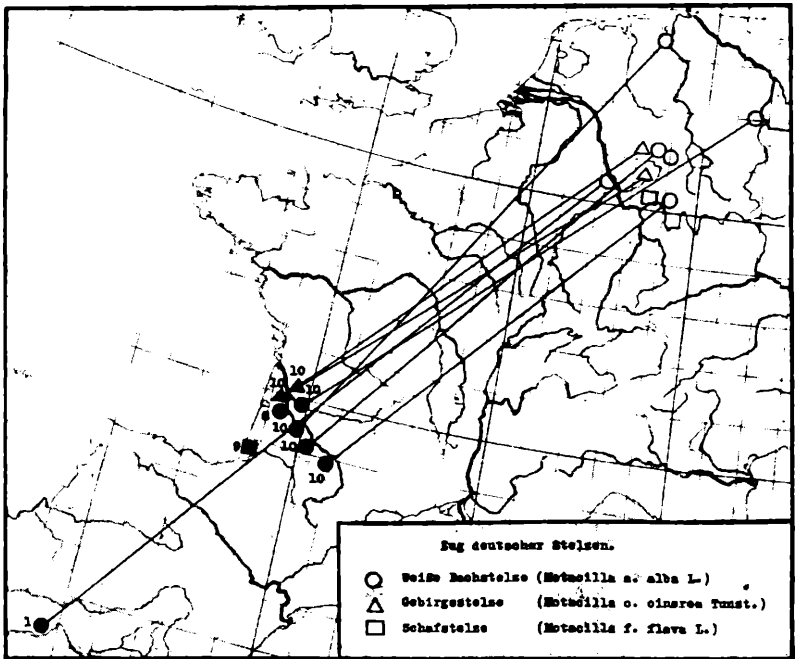 10
10
10
8
10
9
10
10
1
Zug deutscher Stelzen.
Weiße Bachstelze (Motacilla a. alba L.)
Gebirgsstelze (Motacilla c. cinerea Tunst.)
Schafstelze (Motacilla f. flava L.)